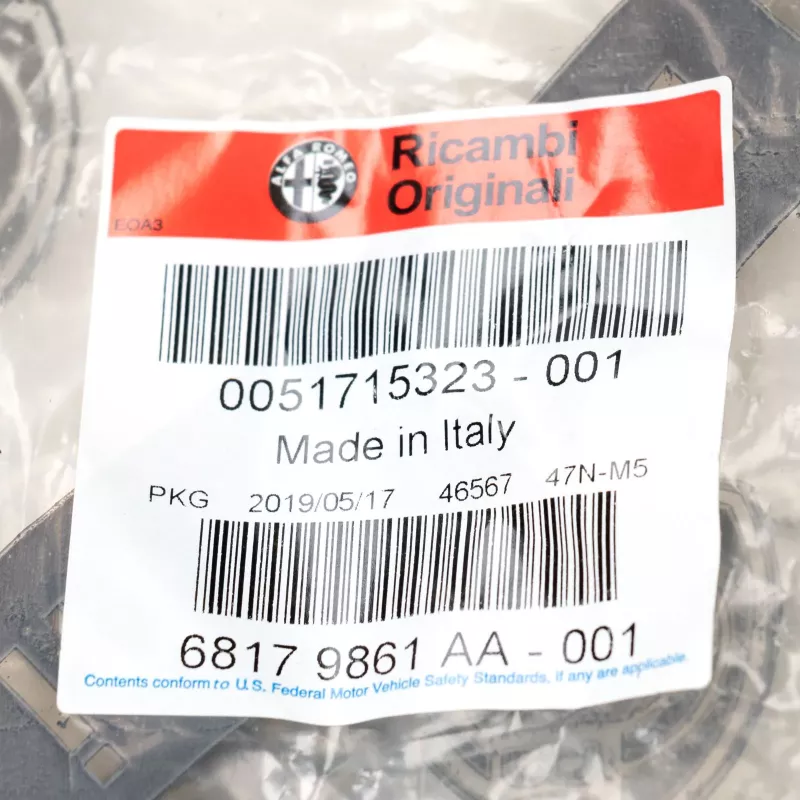 ALFA ROMEO
Ricambi
Originali
EOA3
0051715323 - 001
Made in Italy
PKG 2019/05/17 46567 47N-M5
6817 9861 AA - 001
Contents conform to U.S. Federal Motor Vehicle Safety Standards, if any are applicable.